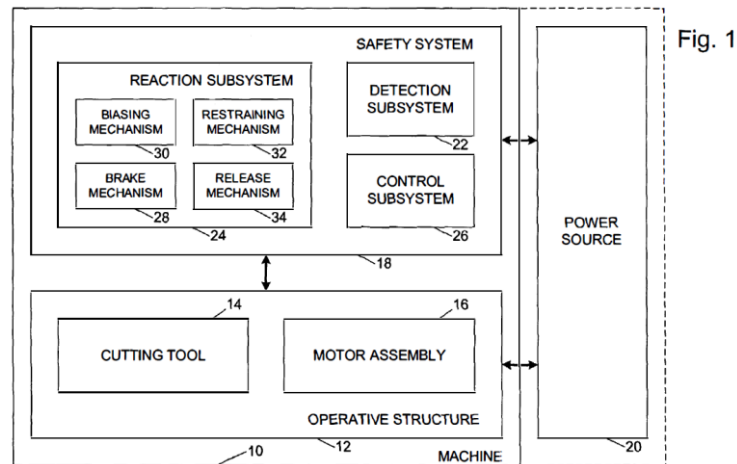 Fig. 1
SAFETY SYSTEM
REACTION SUBSYSTEM
BIASING
MECHANISM
30
RESTRAINING
MECHANISM
32
BRAKE
MECHANISM
28
RELEASE
MECHANISM
34
24
DETECTION
SUBSYSTEM
22
CONTROL
SUBSYSTEM
26
18
POWER
SOURCE
20
14
CUTTING TOOL
16
MOTOR ASSEMBLY
OPERATIVE STRUCTURE
12
10
MACHINE